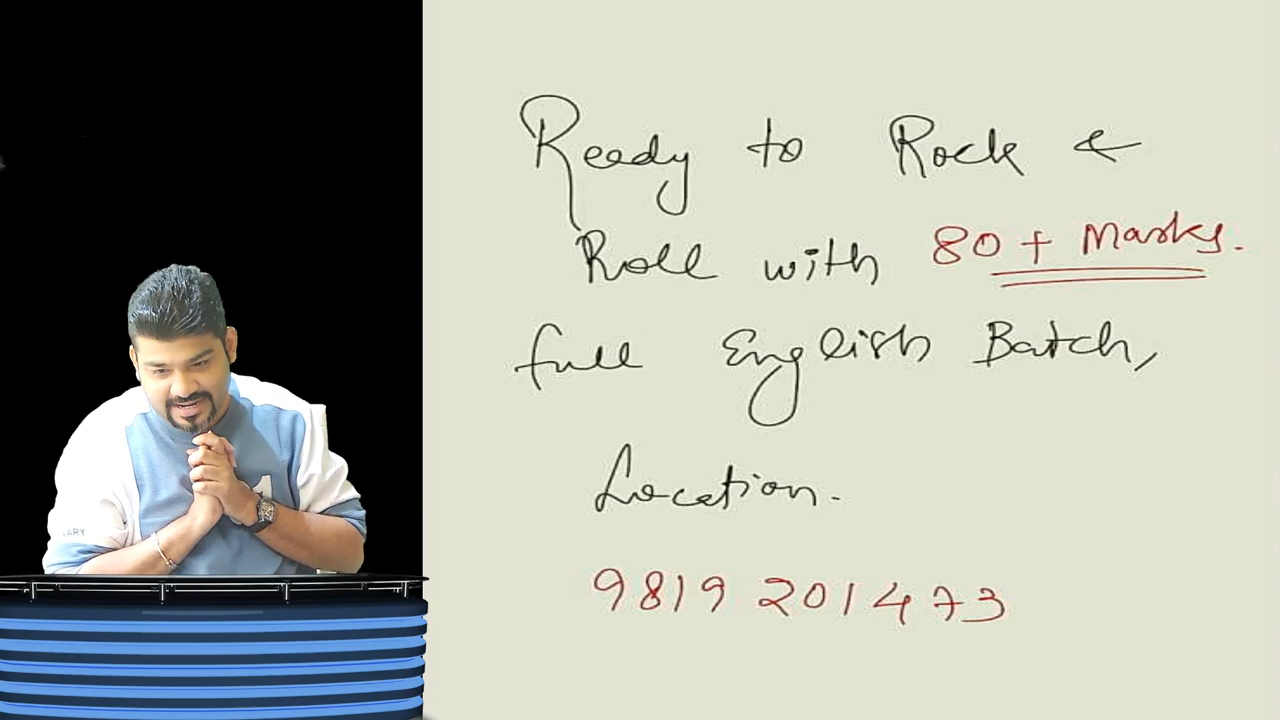 Ready to Rock &
Roll with 80 + Marks.
full English Batch,
Location.
9819 201473